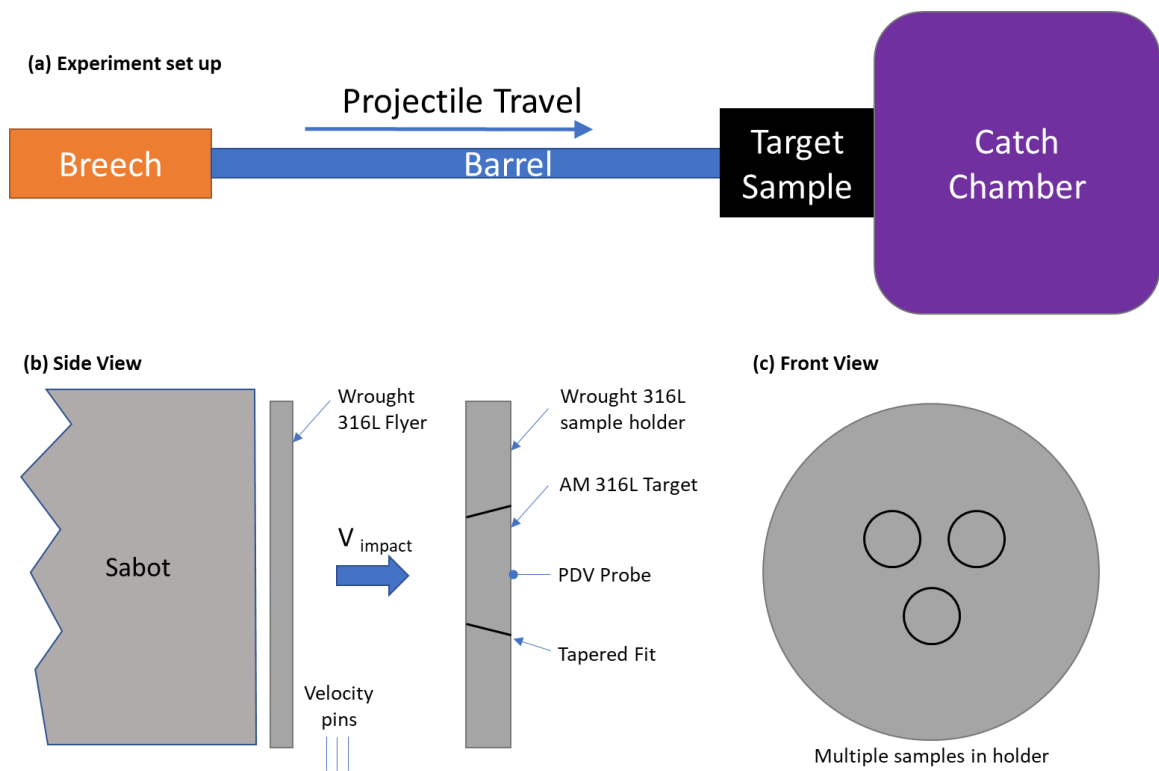 (a) Experiment set up
Projectile Travel
Breech
Barrel
Target
Sample
Catch
Chamber
(b) Side View
(c) Front View
Wrought
316L Flyer
Wrought 316L
sample holder
AM 316L Target
V impact
Sabot
PDV Probe
Tapered Fit
Velocity
pins
Multiple samples in holder